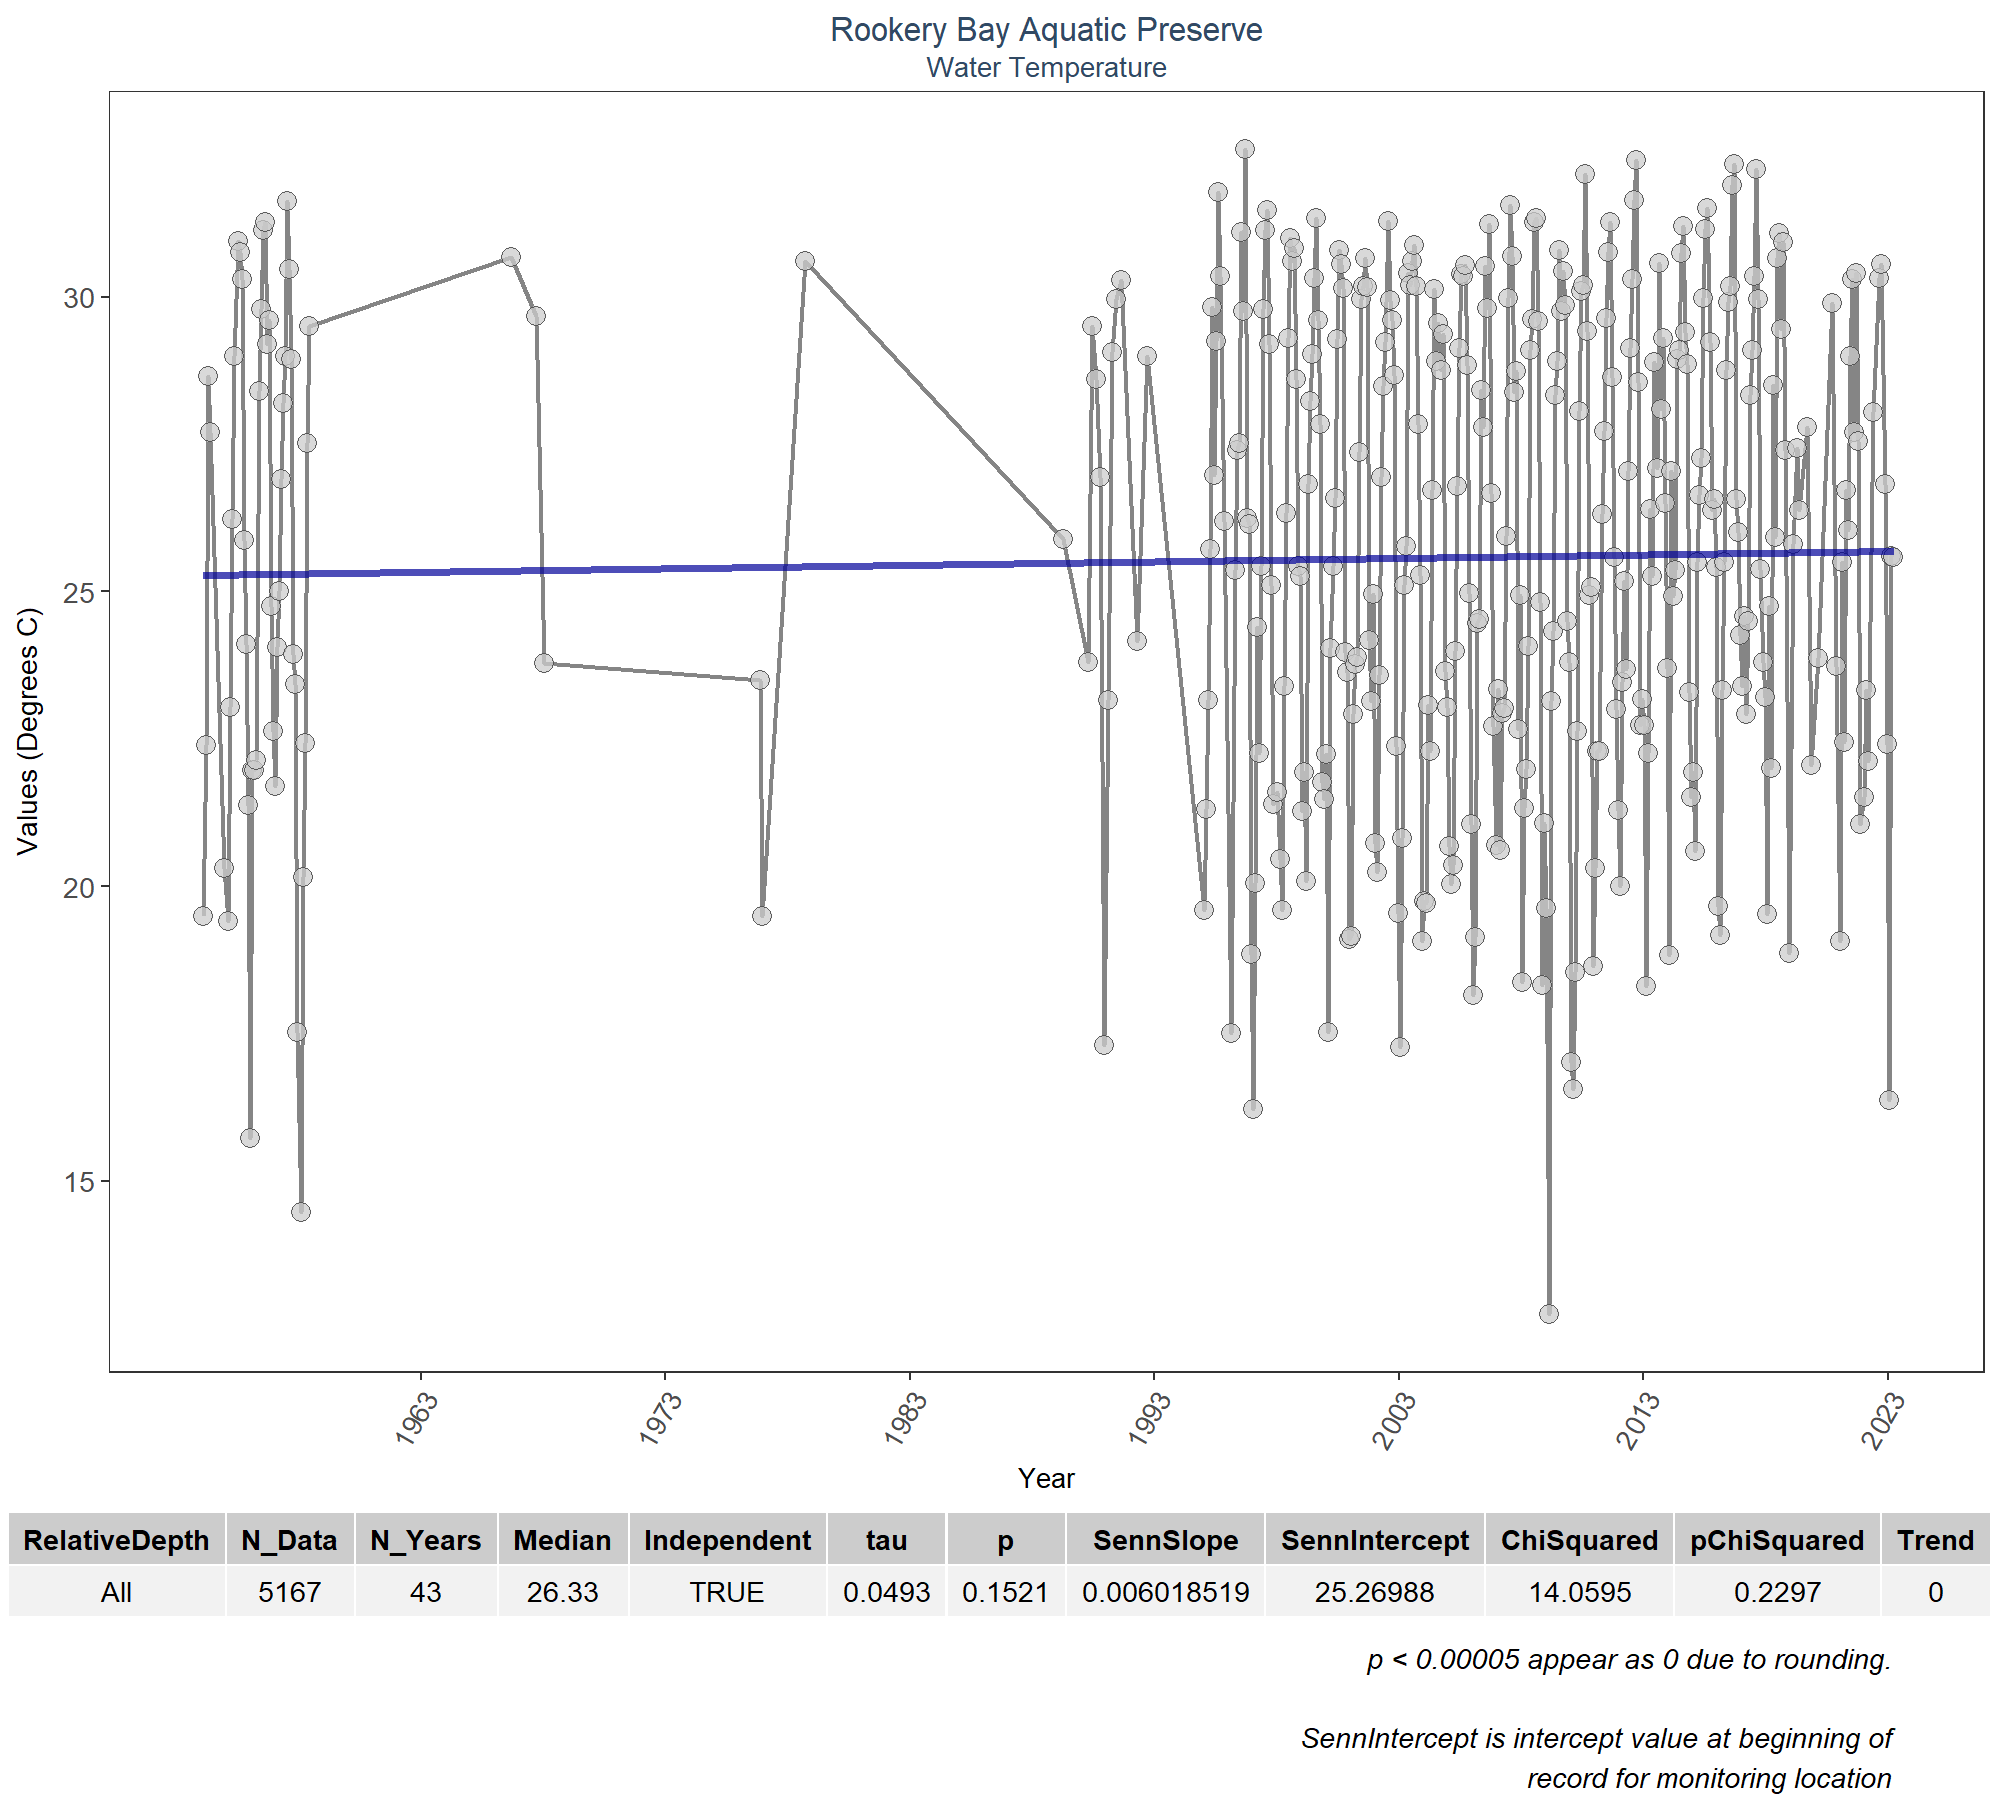 Rookery Bay Aquatic Preserve
Water Temperature
Values (Degrees C)
30
25
20
15
1963 1973 1983 1993 2003 2013 2023
Year
RelativeDepth N_Data N_Years Median Independent tau p SennSlope SennIntercept ChiSquared pChiSquared Trend
All 5167 43 26.33 TRUE 0.0493 0.1521 0.006018519 25.26988 14.0595 0.2297 0
p < 0.00005 appear as 0 due to rounding.
SennIntercept is intercept value at beginning of
record for monitoring location